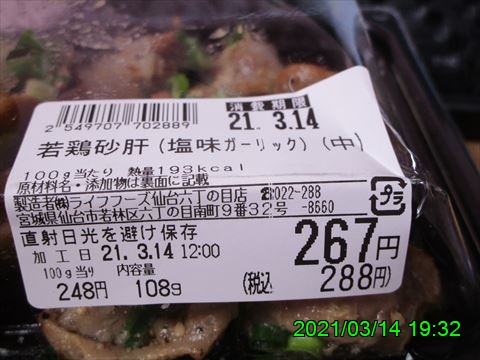 消費期限
21. 3.14
2 549707 702889
若鶏砂肝(塩味ガーリック)(中)
100g当たり 熱量193kcal
原材料名・添加物は裏面に記載
製造者㈱ライフフーズ仙台六丁の目店 ☎022-288
宮城県仙台市若林区六丁の目南町9番32号 -8660
プラ
直射日光を避け保存
加工日 21. 3.14 12:00
267円
100g当り 内容量
(税込 288円)
248円 108g
2021/03/14 19:32